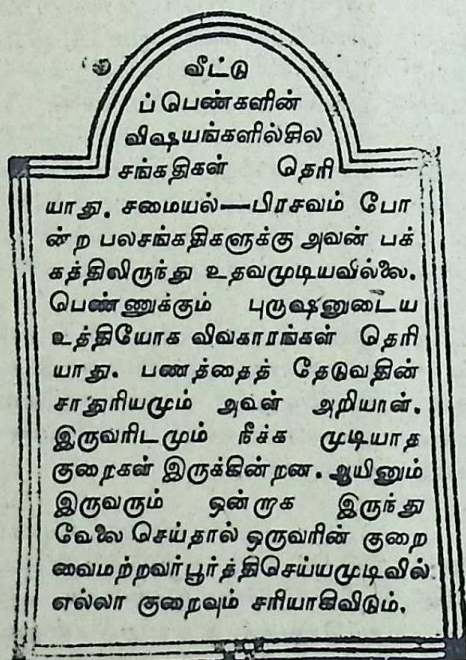 வீட்டு
ப் பெண்களின்
விஷயங்களில்சில
சங்கதிகள் தெரி
யாது. சமையல்—பிரசவம் போ
ன்ற பலசங்கதிகளுக்கு அவன் பக்
கத்திலிருந்து உதவமுடியவில்லை.
பெண்ணுக்கும் புருஷனுடைய
உத்தியோக விவகாரங்கள் தெரி
யாது. பணத்தைத் தேடுவதின்
சாதுரியமும் அவள் அறியாள்.
இருவரிடமும் நீக்க முடியாத
குறைகள் இருக்கின்றன. ஆயினும்
இருவரும் ஒன்றாக இருந்து
வேலை செய்தால் ஒருவரின் குறை
வைமற்றவர்பூர்த்திசெய்யமுடிவில்
எல்லா குறைவும் சரியாகிவிடும்.